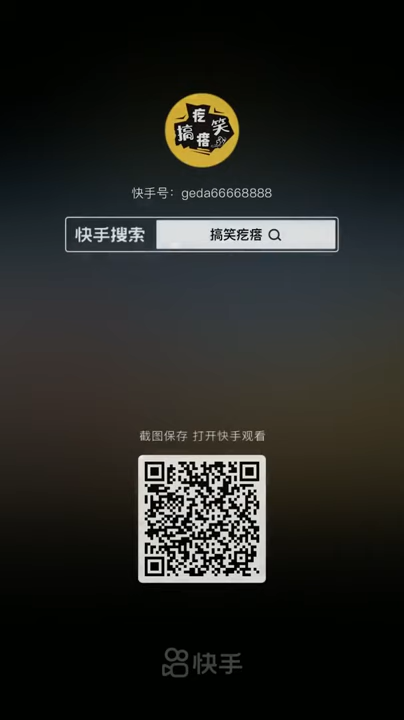 疙
搞 笑
瘩
快手号：geda66668888
快手搜索 搞笑疙瘩
截图保存 打开快手观看
快手